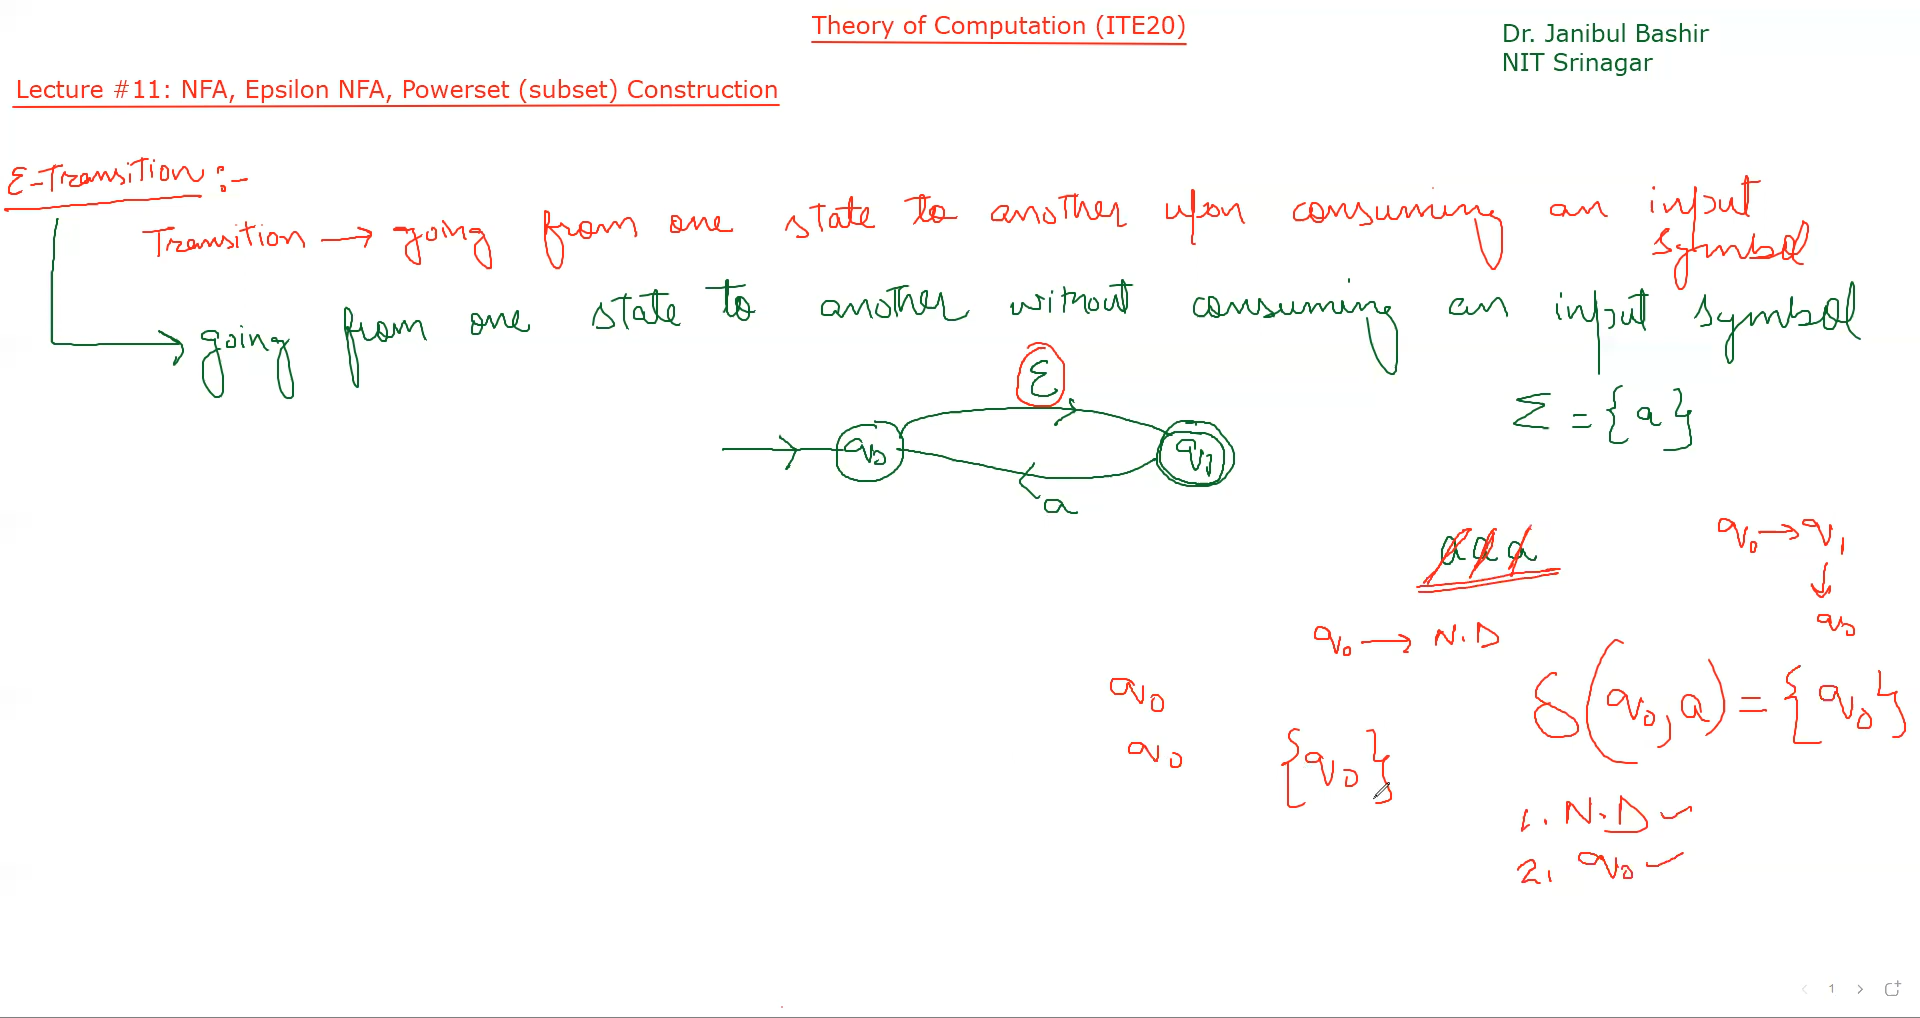 Theory of Computation (ITE20)
Dr. Janibul Bashir
NIT Srinagar
Lecture #11: NFA, Epsilon NFA, Powerset (subset) Construction
ε-Transition :-
Transition → going from one state to another upon consuming an input symbol
→ going from one state to another without consuming an input symbol
ε
Σ = {a}
q0
q1
a
a a a
q0 → q1
↓
q0
q0 → N.D
q0
δ(q0, a) = {q0}
q0
{q0}
1. N.D ✓
2. q0 ✓
1